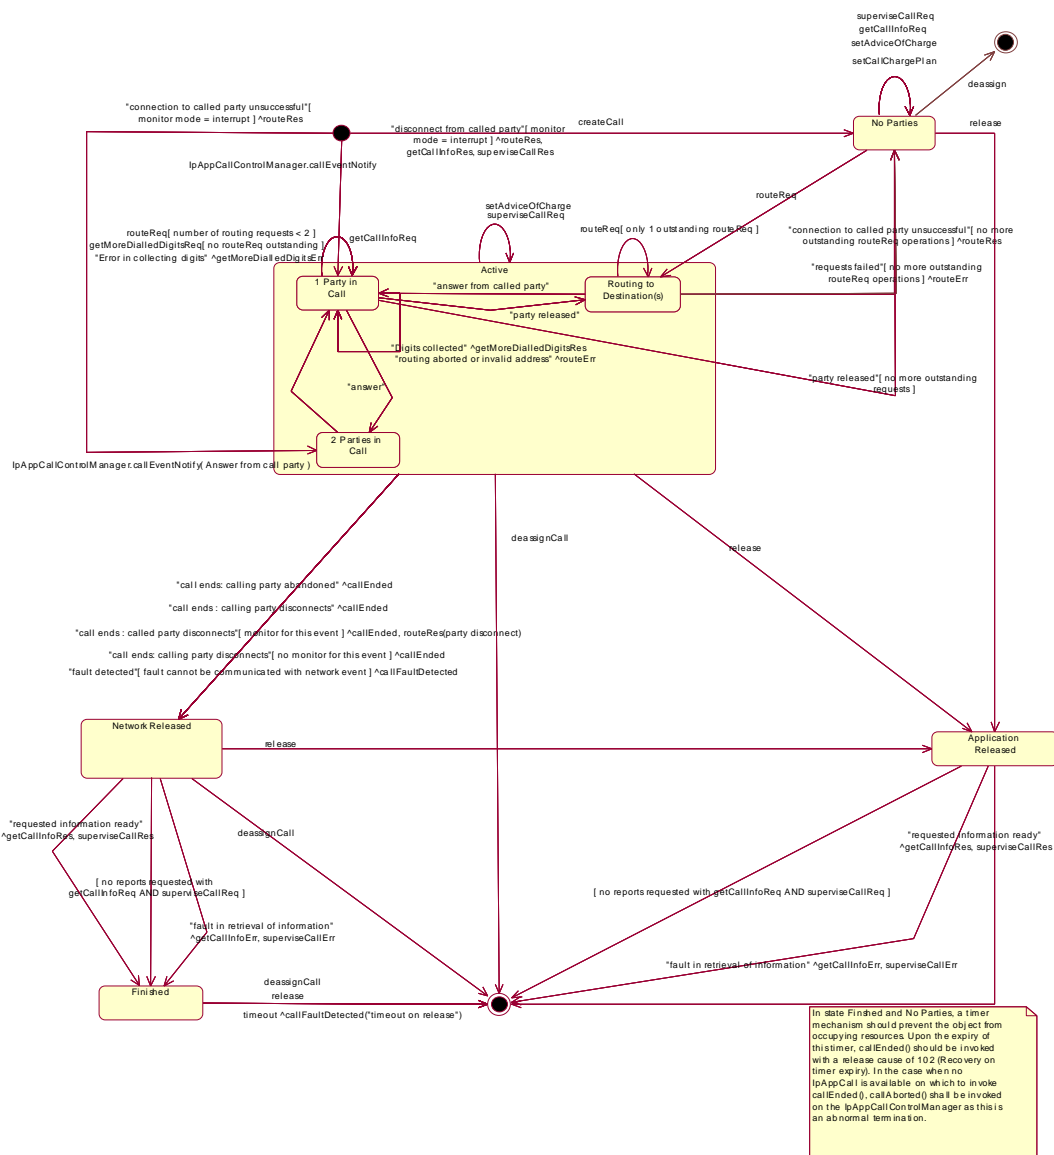 superviseCallReq
getCallInfoReq
setAdviceOfCharge
setCallChargePlan
deassign
"connection to called party unsuccessful"[
monitor mode = interrupt ] ^routeRes
createCall
"disconnect from called party"[ monitor
mode = interrupt ] ^routeRes,
getCallInfoRes, superviseCallRes
No Parties
release
IpAppCallControlManager.callEventNotify
routeReq
setAdviceOfCharge
superviseCallReq
routeReq[ number of routing requests < 2 ]
getMoreDialledDigitsReq[ no routeReq outstanding ]
"Error in collecting digits" ^getMoreDialledDigitsErr
getCallInfoReq
routeReq[ only 1 outstanding routeReq ]
"connection to called party unsuccessful"[ no more
outstanding routeReq operations ] ^routeRes
"requests failed"[ no more outstanding
routeReq operations ] ^routeErr
Active
1 Party in
Call
"answer from called party"
Routing to
Destination(s)
"party released"
"Digits collected" ^getMoreDialledDigitsRes
"routing aborted or invalid address" ^routeErr
"party released"[ no more outstanding
requests ]
"answer"
2 Parties in
Call
IpAppCallControlManager.callEventNotify( Answer from call party )
deassignCall
release
"call ends: calling party abandoned" ^callEnded
"call ends : calling party disconnects" ^callEnded
"call ends : called party disconnects"[ monitor for this event ] ^callEnded, routeRes(party disconnect)
"call ends: calling party disconnects"[ no monitor for this event ] ^callEnded
"fault detected"[ fault cannot be communicated with network event ] ^callFaultDetected
Network Released
release
Application
Released
"requested information ready"
^getCallInfoRes, superviseCallRes
deassignCall
"requested information ready"
^getCallInfoRes, superviseCallRes
[ no reports requested with
getCallInfoReq AND superviseCallReq ]
[ no reports requested with getCallInfoReq AND superviseCallReq ]
"fault in retrieval of information"
^getCallInfoErr, superviseCallErr
"fault in retrieval of information" ^getCallInfoErr, superviseCallErr
Finished
deassignCall
release
timeout ^callFaultDetected("timeout on release")
In state Finshed and No Parties, a timer
mechanism should prevent the object from
occupying resources. Upon the expiry of
this timer, callEnded() should be invoked
with a release cause of 102 (Recovery on
timer expiry). In the case when no
IpAppCall is available on which to invoke
callEnded(), callAborted() shall be invoked
on the IpAppCallControlManager as this is
an abnormal termination.